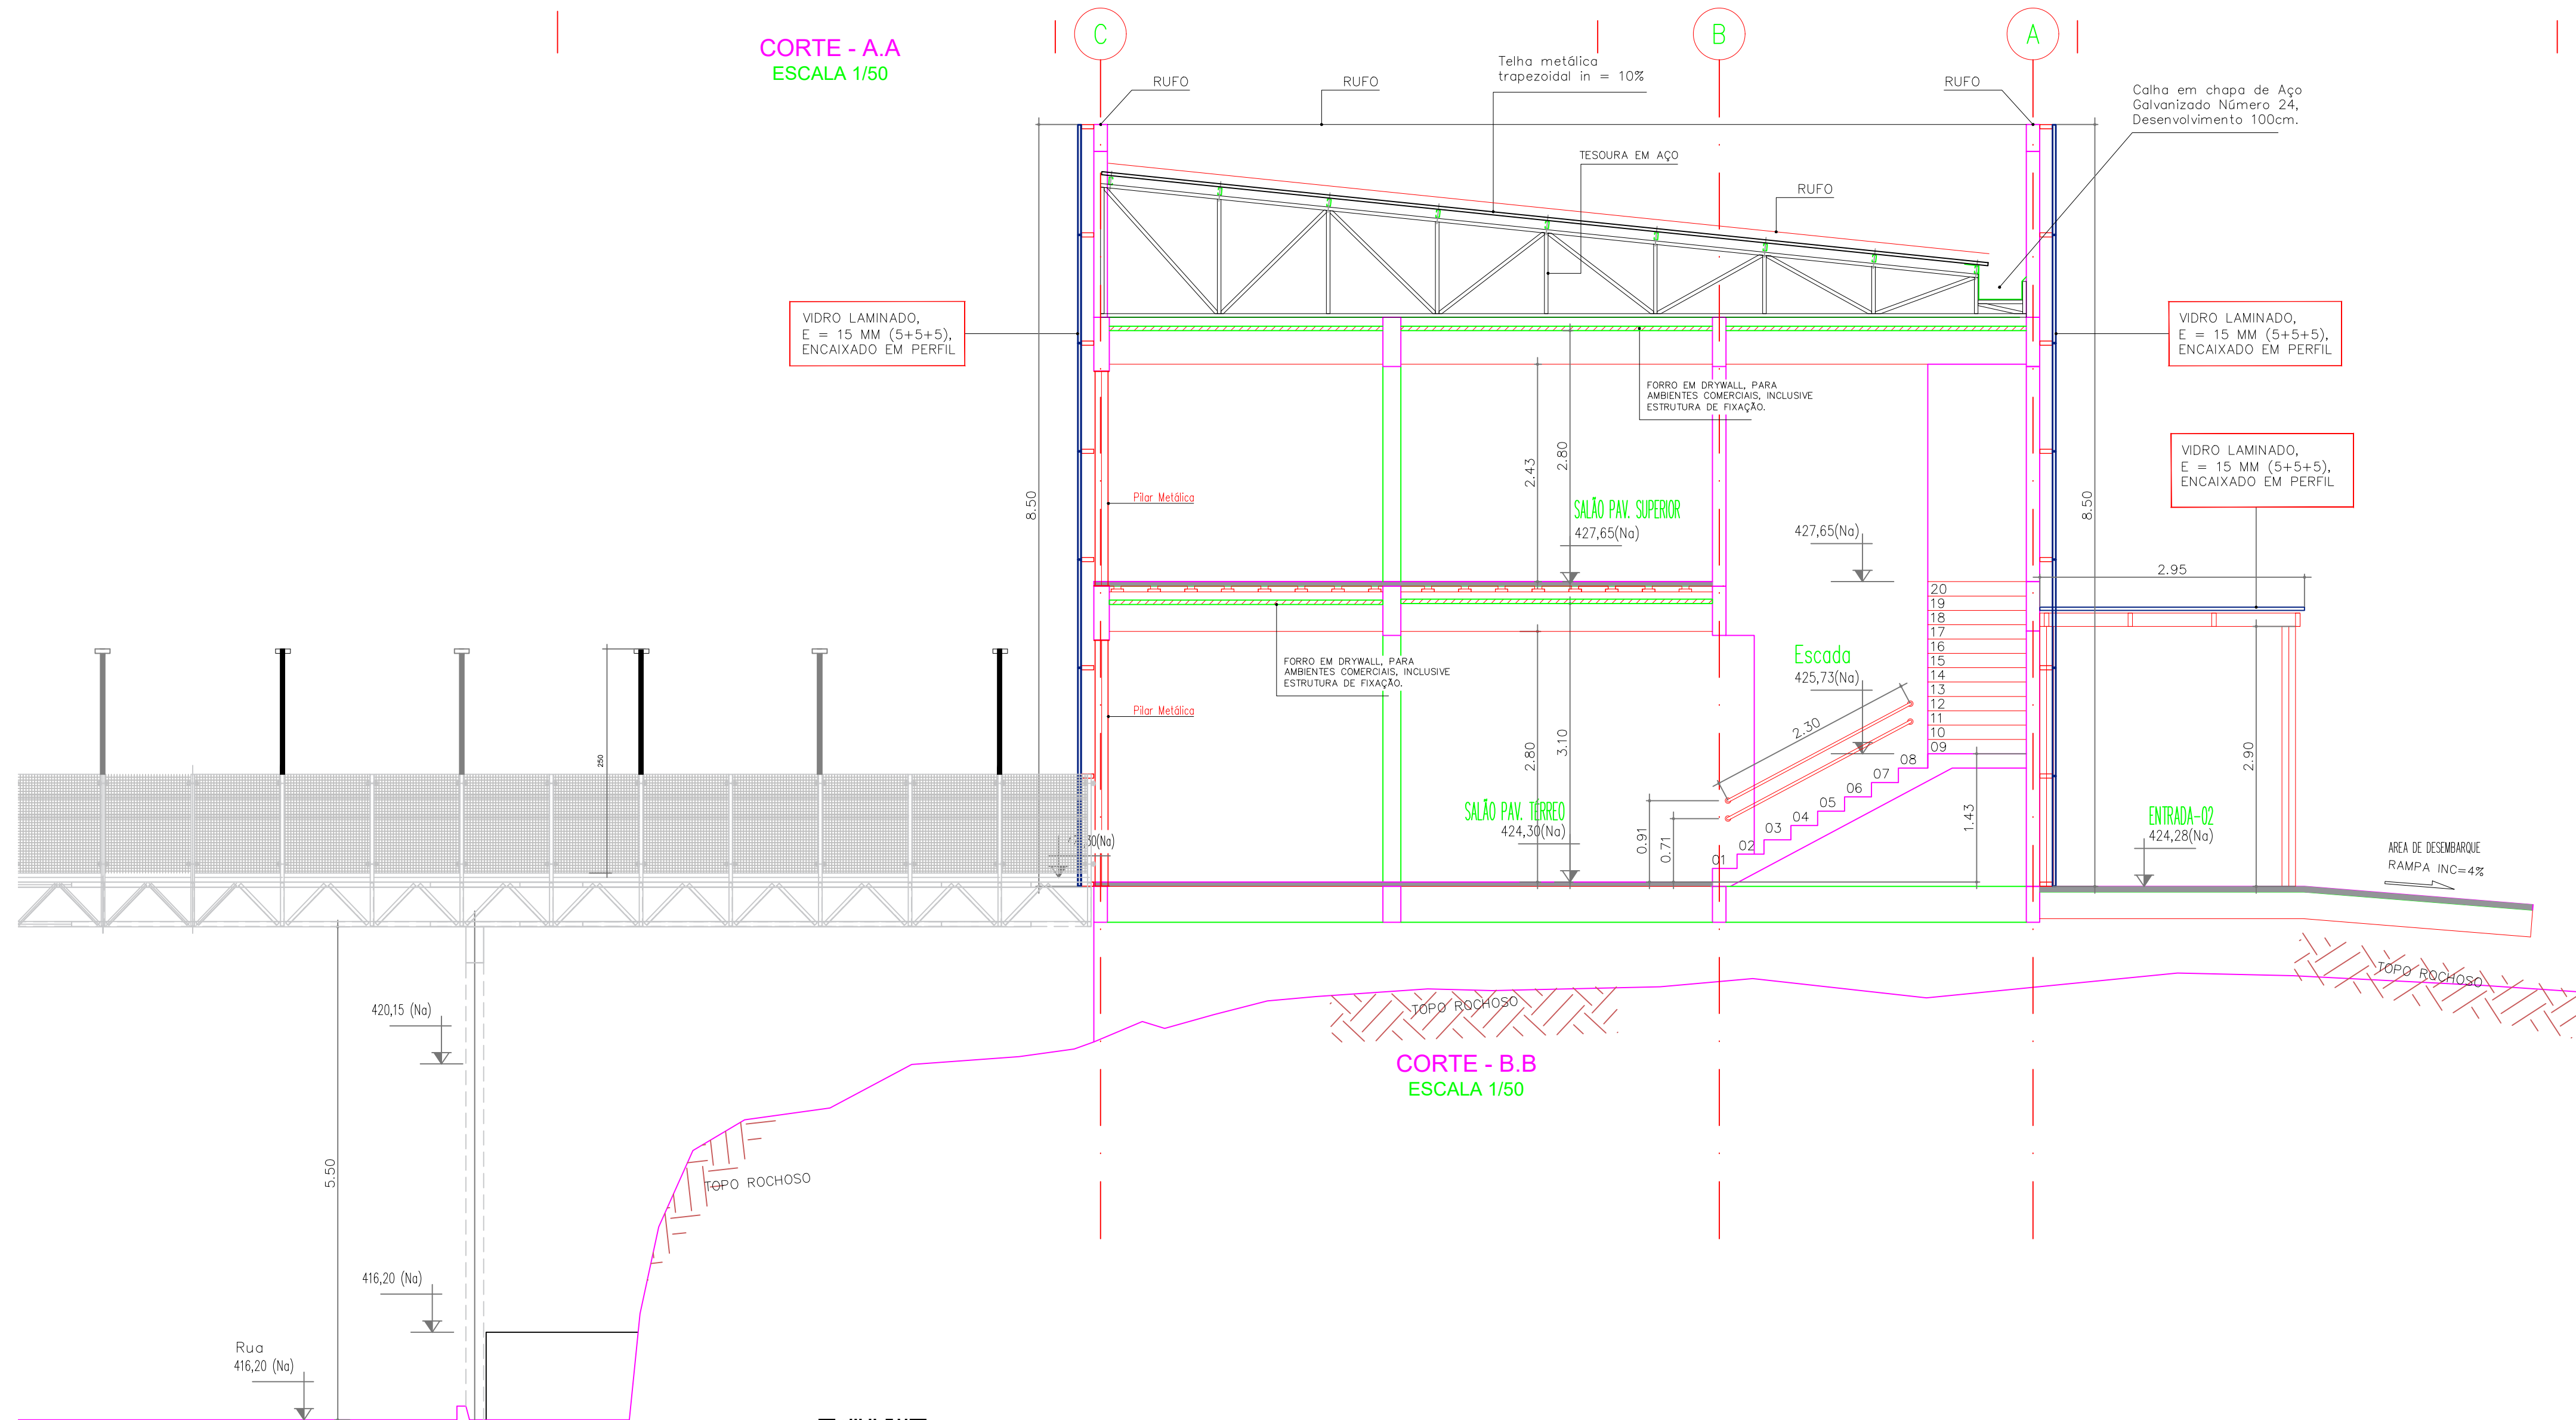 C
B
A
CORTE - A.A
ESCALA 1/50
RUFO
RUFO
Telha metálica
trapezoidal in = 10%
RUFO
Calha em chapa de Aço
Galvanizado Número 24,
Desenvolvimento 100cm.
TESOURA EM AÇO
RUFO
VIDRO LAMINADO,
E = 15 MM (5+5+5),
ENCAIXADO EM PERFIL
VIDRO LAMINADO,
E = 15 MM (5+5+5),
ENCAIXADO EM PERFIL
FORRO EM DRYWALL, PARA
AMBIENTES COMERCIAIS, INCLUSIVE
ESTRUTURA DE FIXAÇÃO.
VIDRO LAMINADO,
E = 15 MM (5+5+5),
ENCAIXADO EM PERFIL
8.50
Pilar Metálica
2.43
2.80
SALÃO PAV. SUPERIOR
427,65(Na)
427,65(Na)
8.50
2.95
20
19
18
17
16
15
14
13
12
11
10
09
FORRO EM DRYWALL, PARA
AMBIENTES COMERCIAIS, INCLUSIVE
ESTRUTURA DE FIXAÇÃO.
Escada
425,73(Na)
Pilar Metálica
2.30
250
2.80
3.10
2.90
08
07
06
05
04
03
02
01
SALÃO PAV. TÉRREO
424,30(Na)
0.91
0.71
1.43
ENTRADA-02
424,28(Na)
30(Na)
AREA DE DESEMBARQUE
RAMPA INC=4%
TOPO ROCHOSO
TOPO ROCHOSO
420,15 (Na)
CORTE - B.B
ESCALA 1/50
5.50
TOPO ROCHOSO
416,20 (Na)
Rua
416,20 (Na)